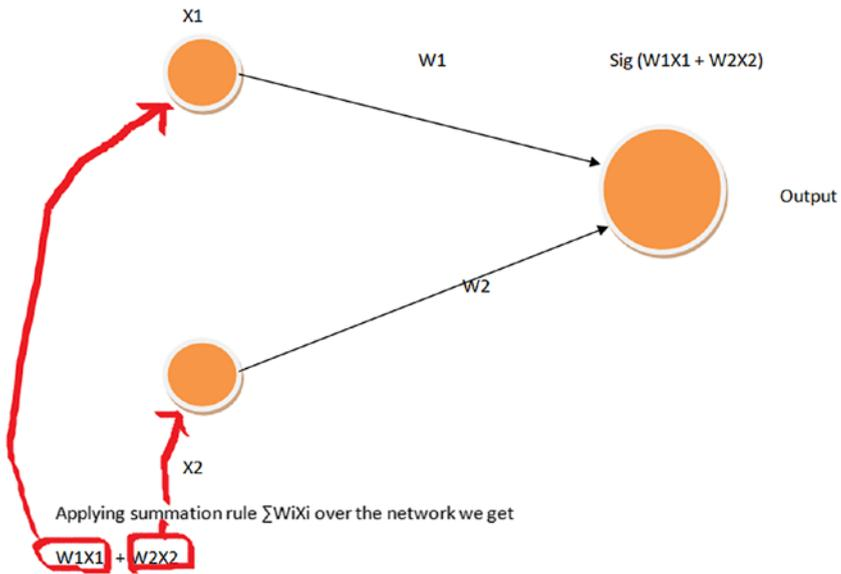 X1
W1
Sig (W1X1 + W2X2)
Output
W2
X2
Applying summation rule ∑WiXi over the network we get
W1X1 + W2X2